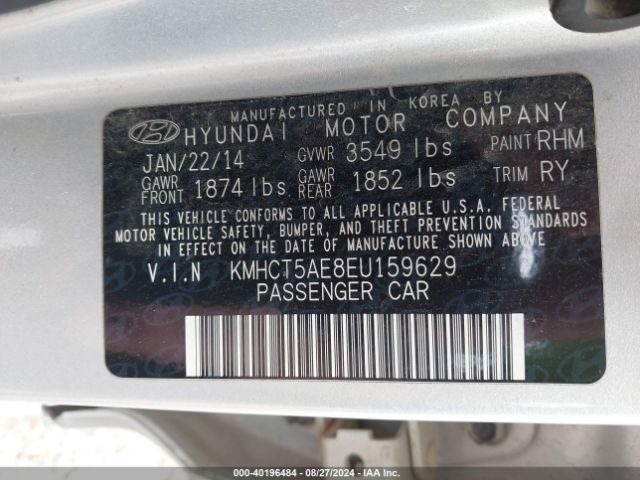 MANUFACTURED IN KOREA BY
HYUNDAI MOTOR COMPANY
JAN/22/14 GVWR 3549 lbs PAINT RHM
GAWR FRONT 1874 lbs GAWR REAR 1852 lbs TRIM RY
THIS VEHICLE CONFORMS TO ALL APPLICABLE U.S.A. FEDERAL
MOTOR VEHICLE SAFETY, BUMPER, AND THEFT PREVENTION STANDARDS
IN EFFECT ON THE DATE OF MANUFACTURE SHOWN ABOVE.
V.I.N KMHCT5AE8EU159629
PASSENGER CAR
000-40196484 | 08/27/2024 | IAAI.COM